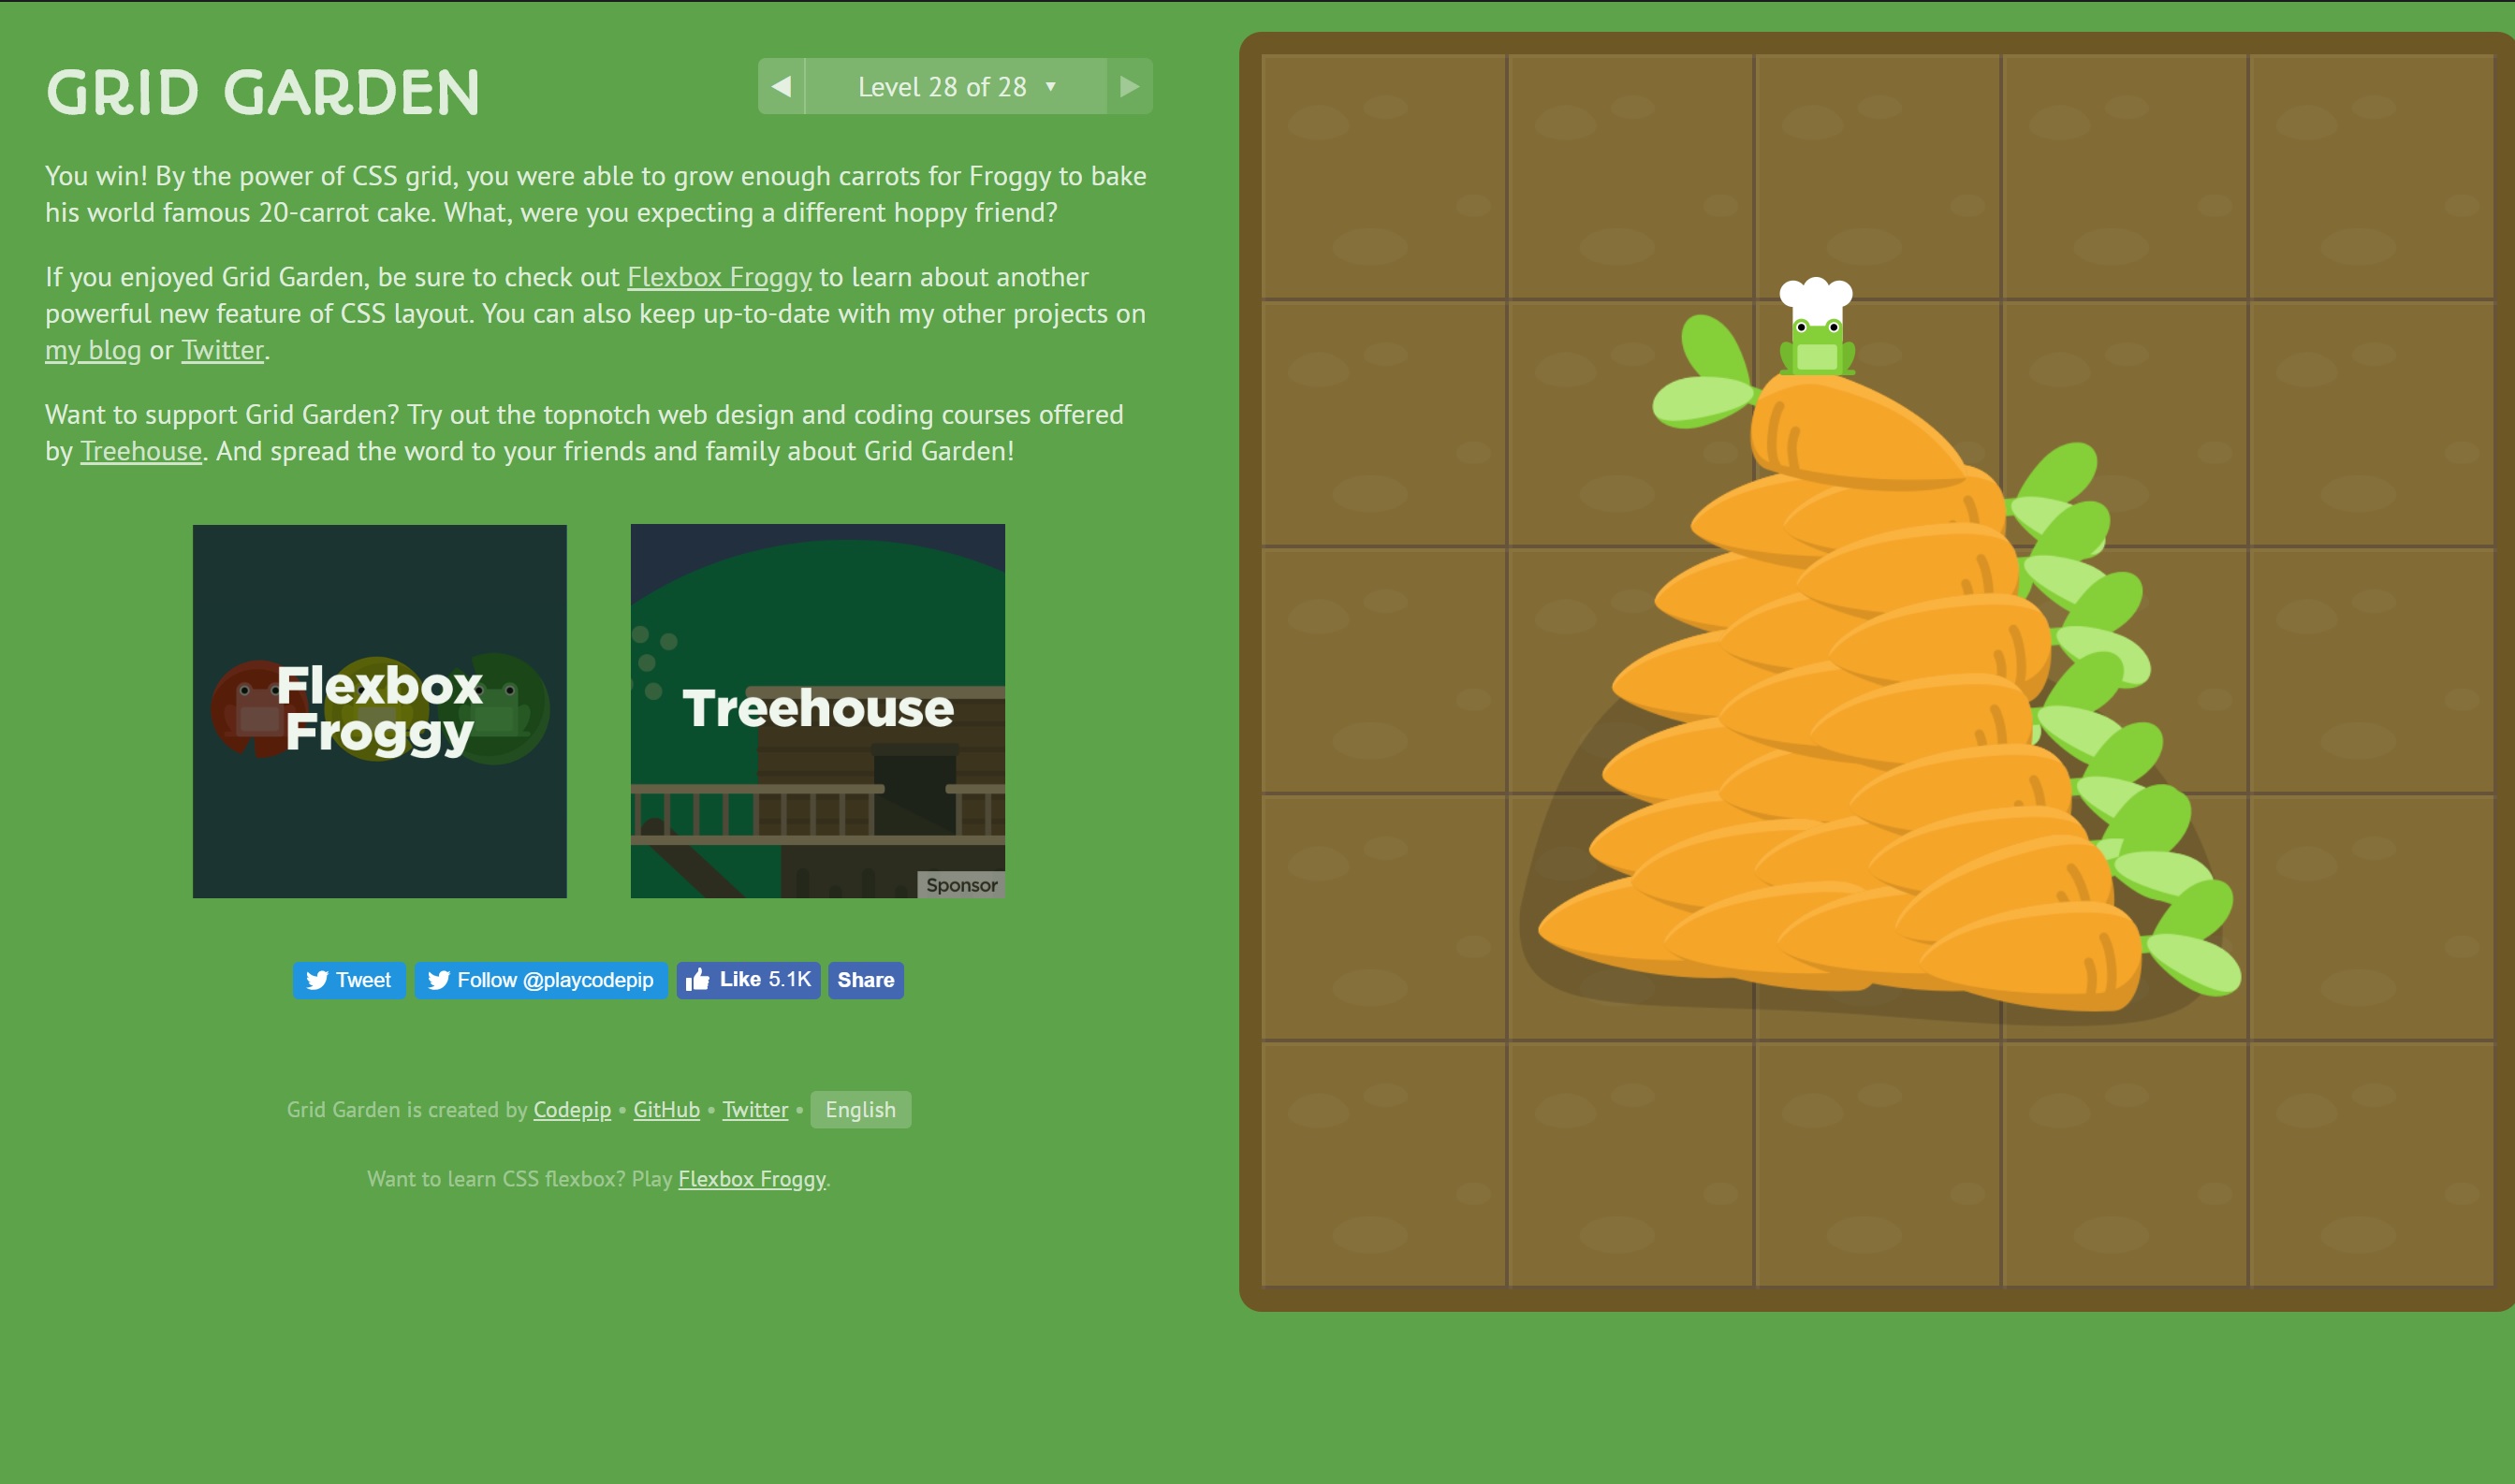 GRID GARDEN
Level 28 of 28
You win! By the power of CSS grid, you were able to grow enough carrots for Froggy to bake
his world famous 20-carrot cake. What, were you expecting a different hoppy friend?
If you enjoyed Grid Garden, be sure to check out Flexbox Froggy to learn about another
powerful new feature of CSS layout. You can also keep up-to-date with my other projects on
my blog or Twitter.
Want to support Grid Garden? Try out the topnotch web design and coding courses offered
by Treehouse. And spread the word to your friends and family about Grid Garden!
Flexbox
Froggy
Treehouse
Sponsor
Tweet Follow @playcodepip Like 5.1K Share
Grid Garden is created by Codepip • GitHub • Twitter • English
Want to learn CSS flexbox? Play Flexbox Froggy.